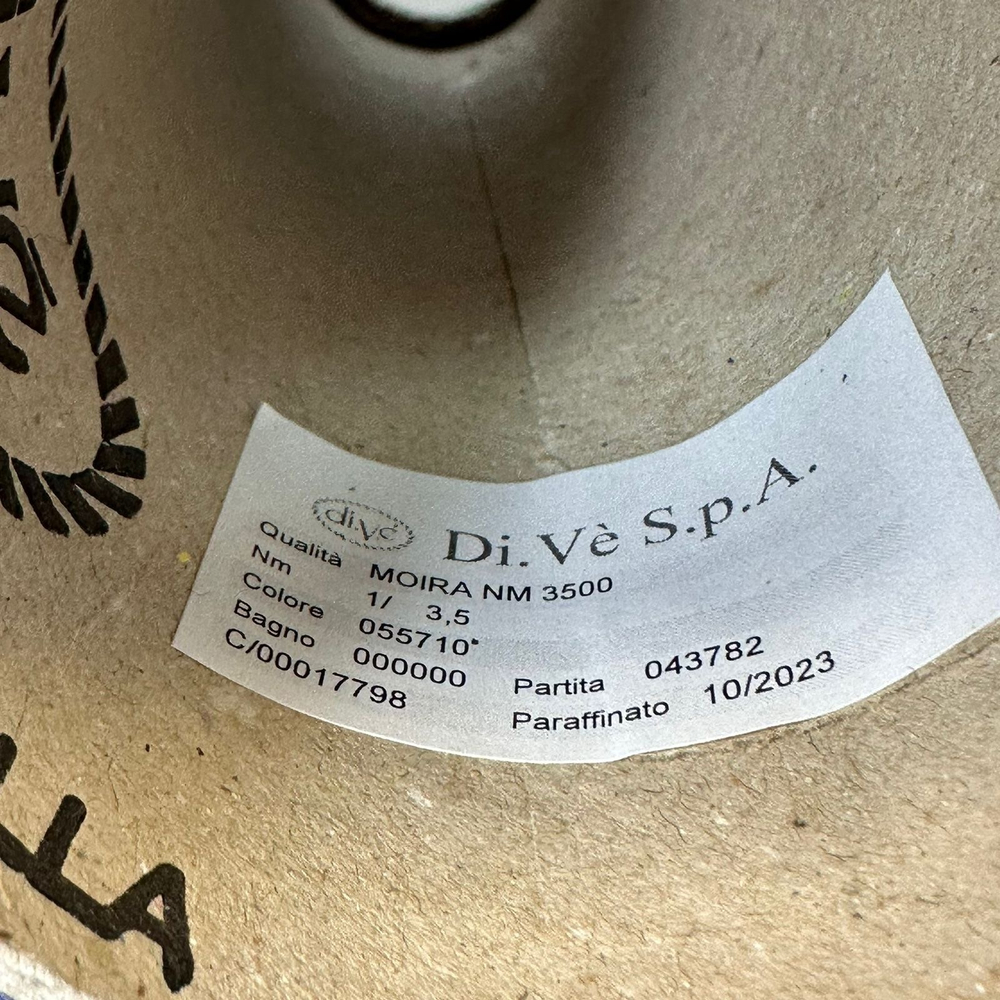 di.vè
Di.Vè S.p.A.
Qualità MOIRA NM 3500
Nm 1/ 3,5
Colore 055710*
Bagno 000000 Partita 043782
C/00017798 Paraffinato 10/2023